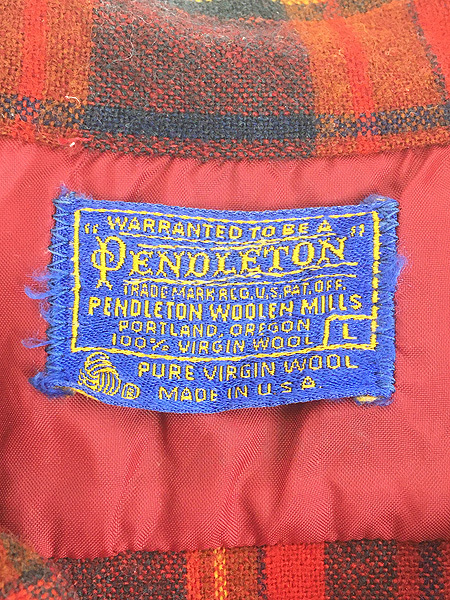 "WARRANTED TO BE A
PENDLETON"
TRADE MARK RCD. U.S. PAT. OFF.
PENDLETON WOOLEN MILLS
PORTLAND, OREGON
100% VIRGIN WOOL L
PURE VIRGIN WOOL
® MADE IN U.S.A